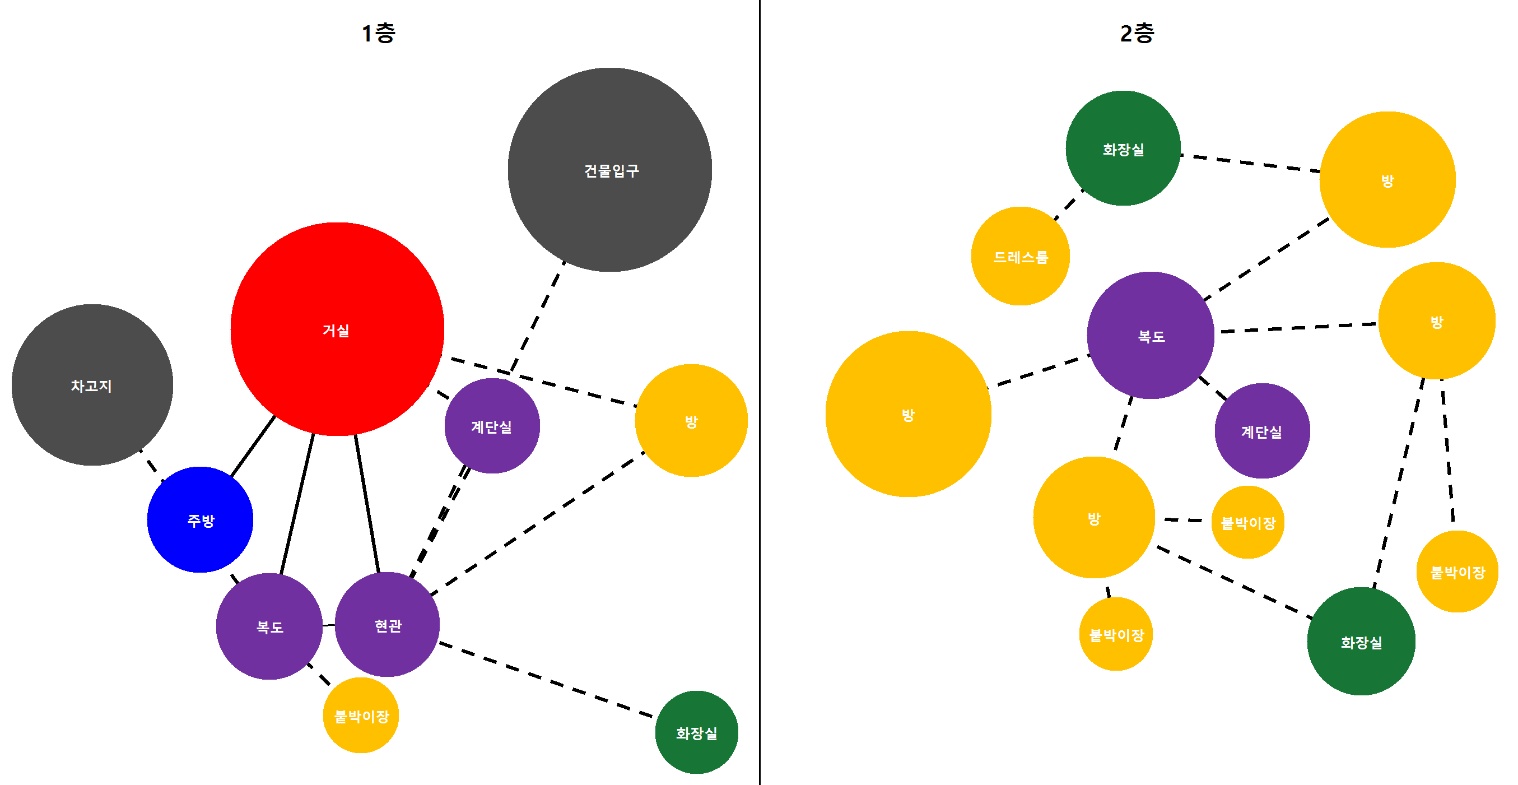 1층
건물입구
거실
차고지
계단실
방
주방
복도
현관
붙박이장
화장실
2층
화장실
방
드레스룸
복도
방
방
계단실
방
붙박이장
붙박이장
화장실
붙박이장